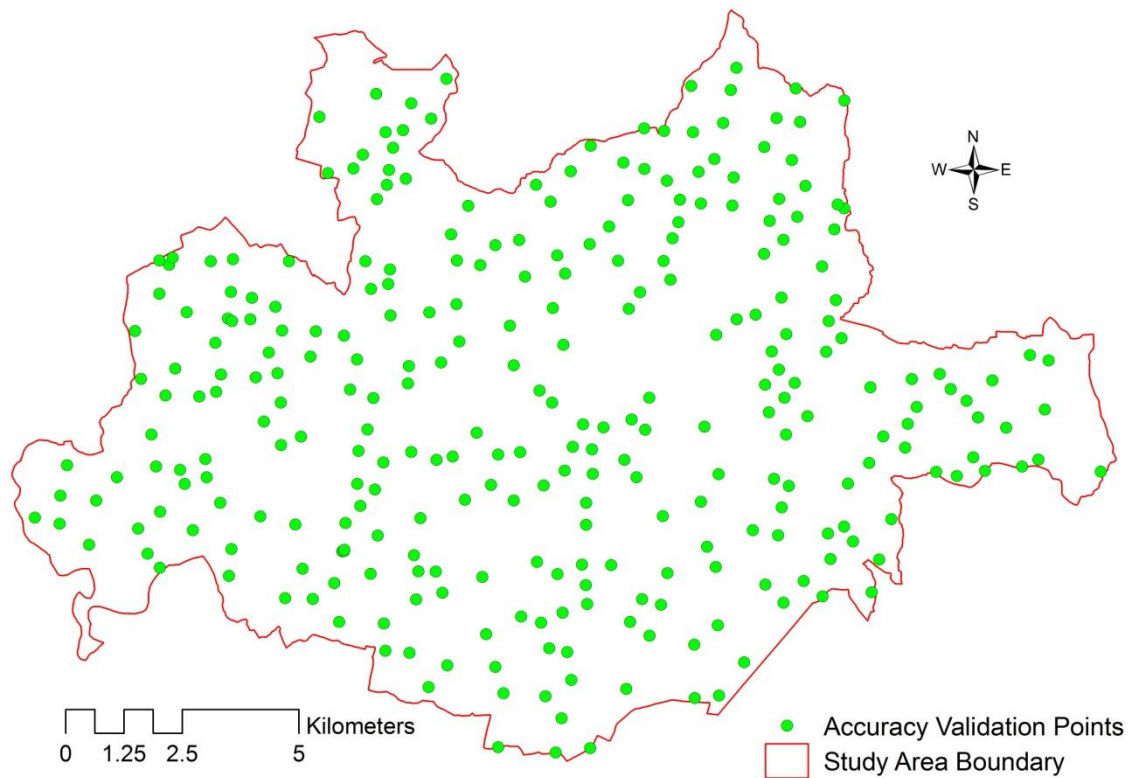 N
W E
S
Kilometers
0 1.25 2.5 5
Accuracy Validation Points
Study Area Boundary